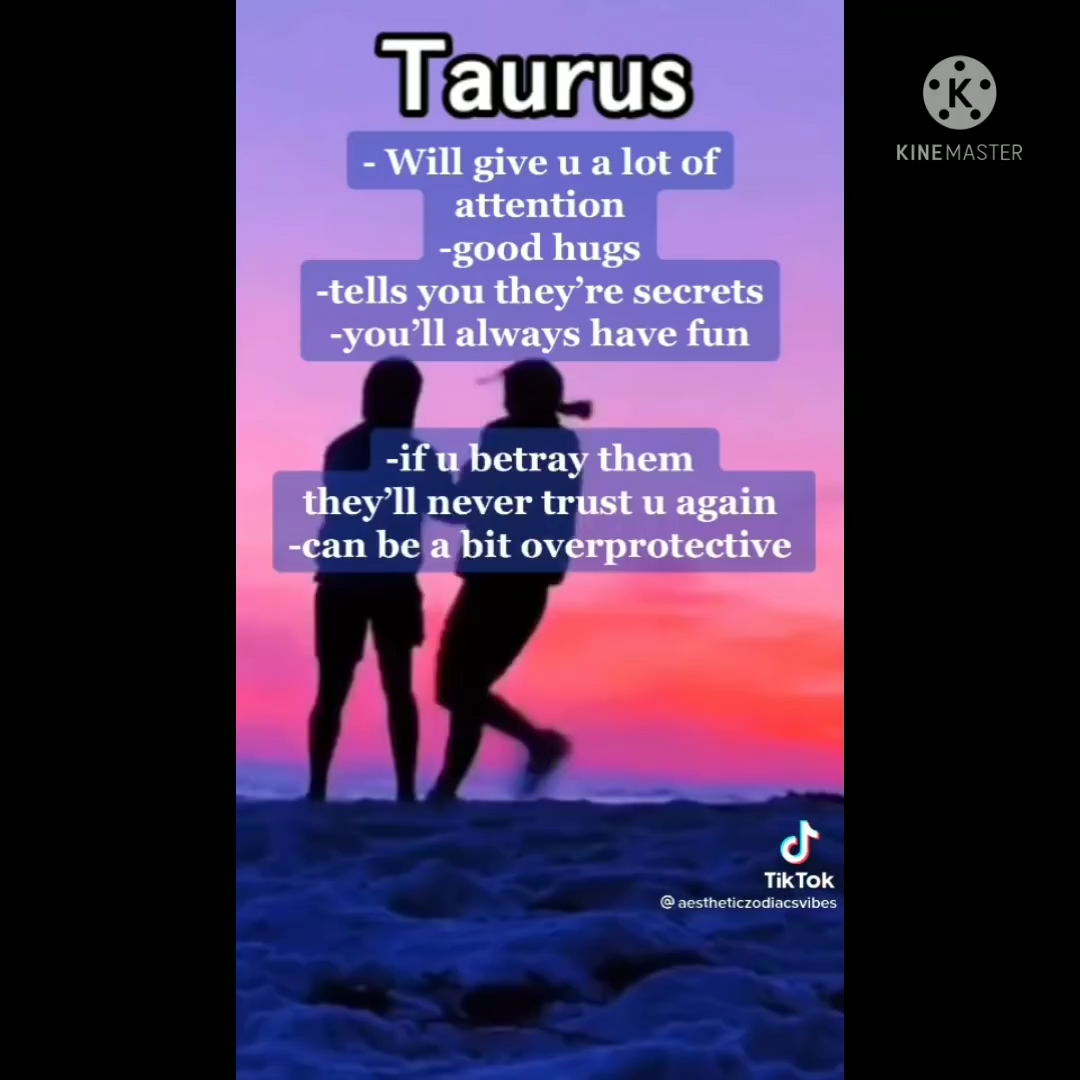 Taurus
- Will give u a lot of
attention
-good hugs
-tells you they’re secrets
-you’ll always have fun
-if u betray them
they’ll never trust u again
-can be a bit overprotective
K
KINEMASTER
TikTok
@ aestheticzodiacsvibes